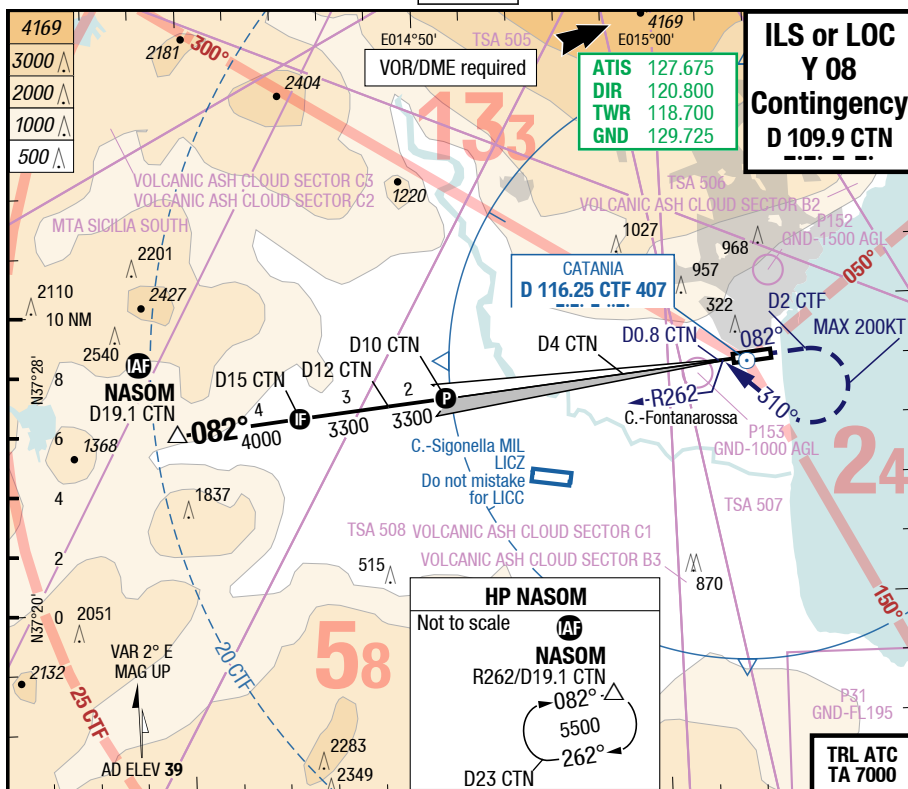 4169
3000
2000
1000
500
2181
300°
2404
E014°50'
VOR/DME required
TSA 505
4169
E015°00'
ATIS 127.675
DIR 120.800
TWR 118.700
GND 129.725
ILS or LOC
Y 08
Contingency
D 109.9 CTN
133
VOLCANIC ASH CLOUD SECTOR C3
VOLCANIC ASH CLOUD SECTOR C2
1220
TSA 506
VOLCANIC ASH CLOUD SECTOR B2
MTA SICILIA SOUTH
P152
GND-1500 AGL
2201
1027
968
957
322
050°
2110
2427
10 NM
2540
CATANIA
D 116.25 CTF 407
D2 CTF
MAX 200KT
N37°28'
8
6
4
2
0
N37°20'
IAF
NASOM
D19.1 CTN
D15 CTN
D12 CTN
D10 CTN
D4 CTN
D0.8 CTN
082°
082°
4
4000
IF
3
3300
2
3300
P
R262
C.-Fontanarossa
310°
1368
P153
GND-1000 AGL
C.-Sigonella MIL
LICZ
Do not mistake
for LICC
24
1837
TSA 507
TSA 508
VOLCANIC ASH CLOUD SECTOR C1
VOLCANIC ASH CLOUD SECTOR B3
515
870
150°
2051
VAR 2° E
MAG UP
20 CTF
58
2132
25 CTF
AD ELEV 39
2283
2349
HP NASOM
Not to scale
IAF
NASOM
R262/D19.1 CTN
082°
5500
262°
D23 CTN
P31
GND-FL195
TRL ATC
TA 7000